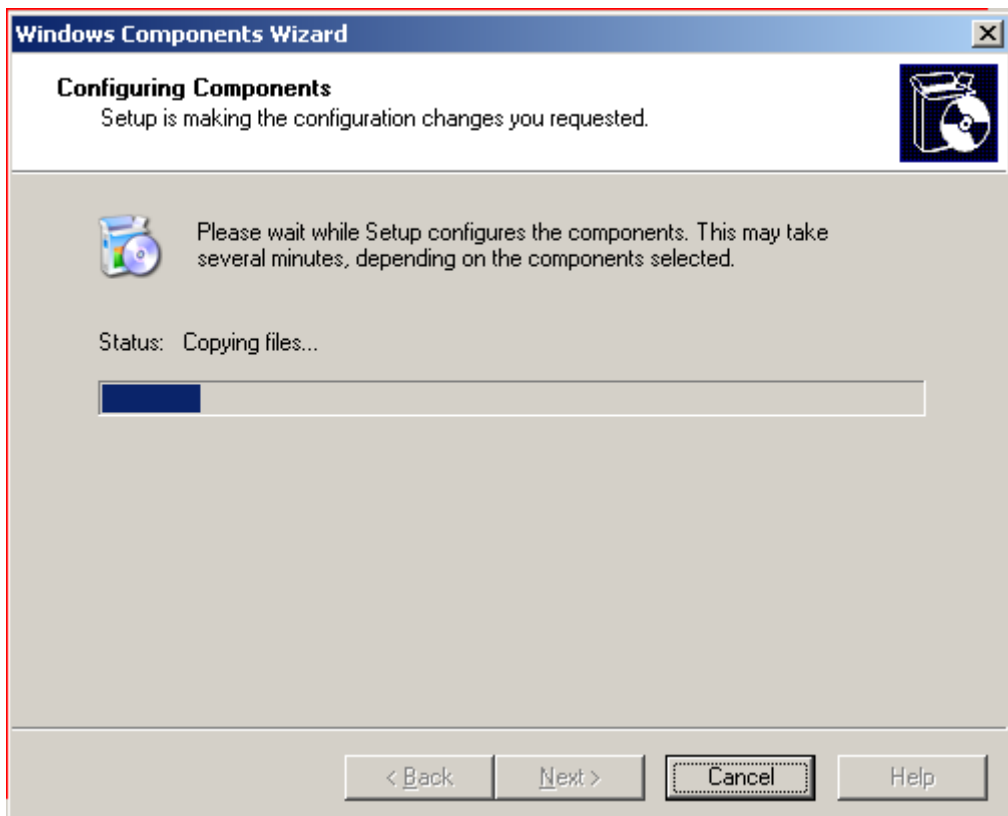 Windows Components Wizard
Configuring Components
Setup is making the configuration changes you requested.
Please wait while Setup configures the components. This may take
several minutes, depending on the components selected.
Status: Copying files...
< Back Next > Cancel Help